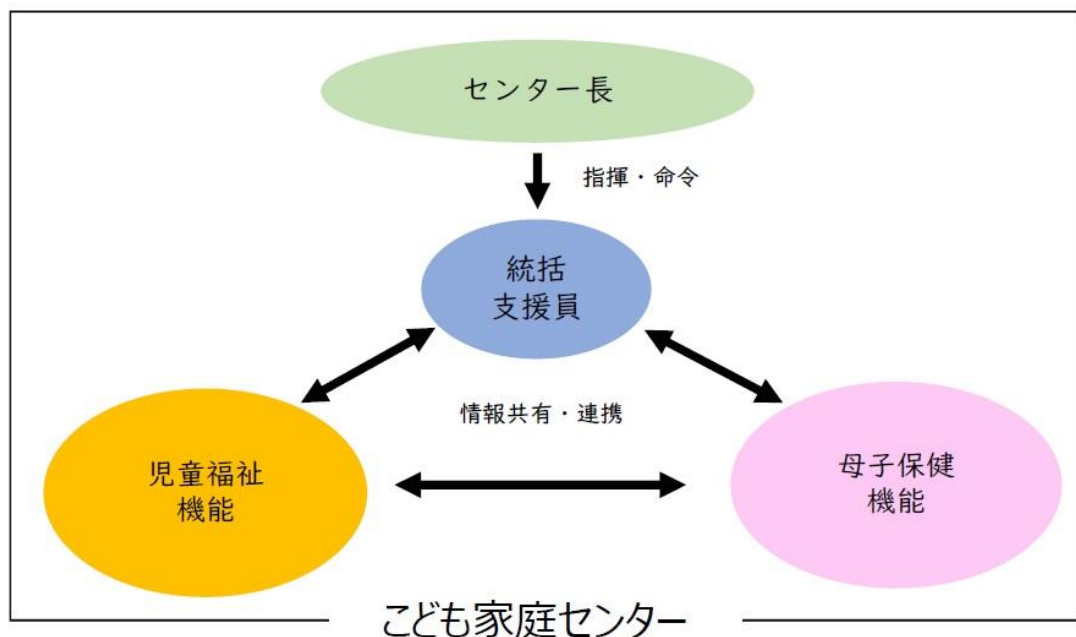 センター長
指揮・命令
統括
支援員
情報共有・連携
児童福祉
機能
母子保健
機能
こども家庭センター